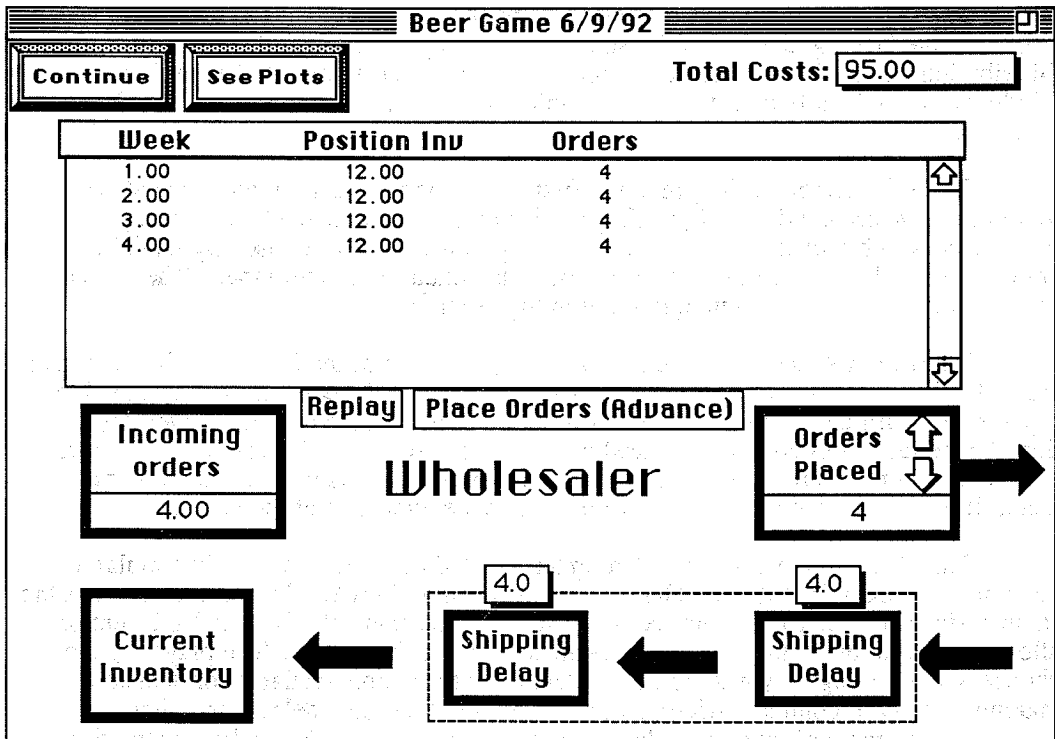 Beer Game 6/9/92
Continue See Plots Total Costs: 95.00
Week Position Inv Orders
1.00 12.00 4
2.00 12.00 4
3.00 12.00 4
4.00 12.00 4
Replay Place Orders (Advance)
Incoming
orders
4.00
Wholesaler
Orders
Placed
4
Current
Inventory
4.0
Shipping
Delay
4.0
Shipping
Delay